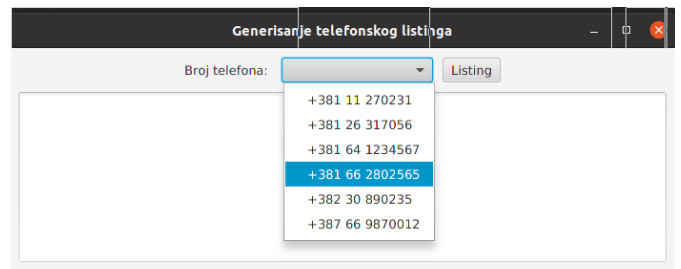 Generisanje telefonskog listinga
Broj telefona: Listing
+381 11 270231
+381 26 317056
+381 64 1234567
+381 66 2802565
+382 30 890235
+387 66 9870012